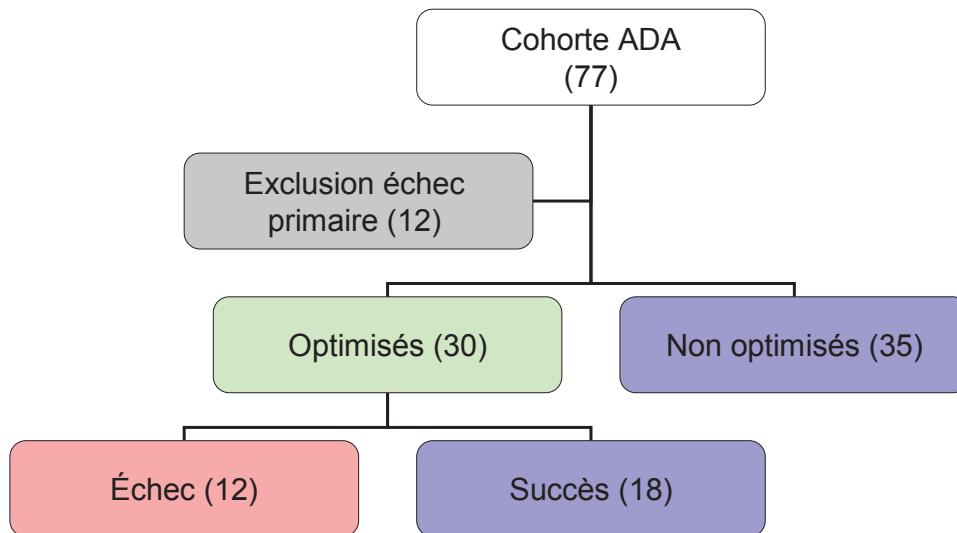 Cohorte ADA
(77)
Exclusion échec
primaire (12)
Optimisés (30)
Non optimisés (35)
Échec (12)
Succès (18)